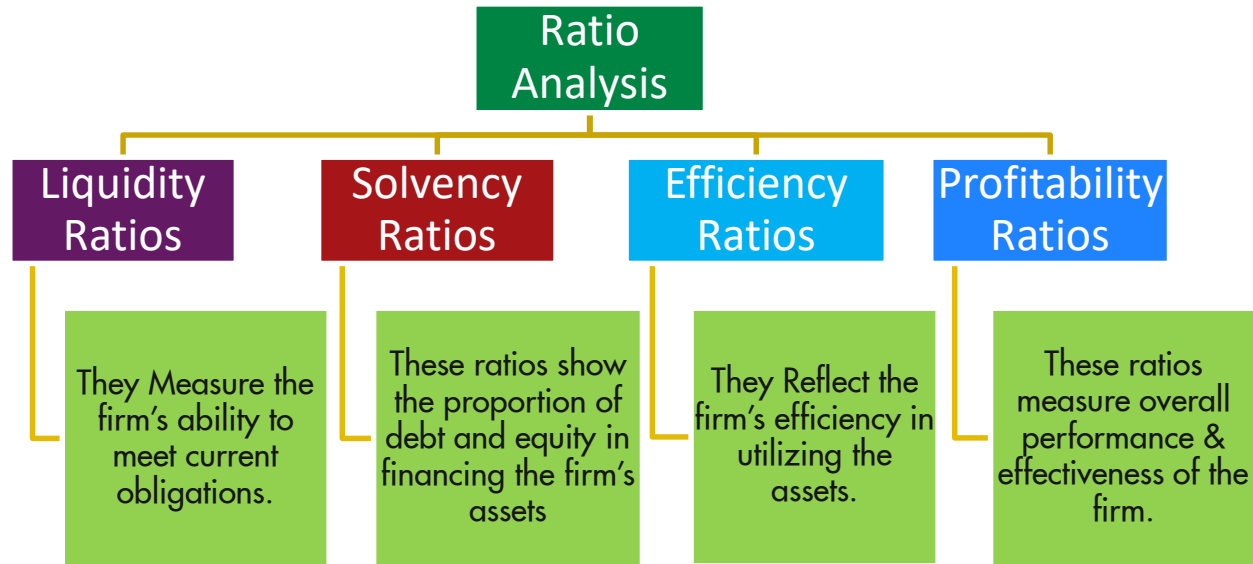 Ratio
Analysis
Liquidity
Ratios
They Measure the
firm’s ability to
meet current
obligations.
Solvency
Ratios
These ratios show
the proportion of
debt and equity in
financing the firm’s
assets
Efficiency
Ratios
They Reflect the
firm’s efficiency in
utilizing the
assets.
Profitability
Ratios
These ratios
measure overall
performance &
effectiveness of the
firm.